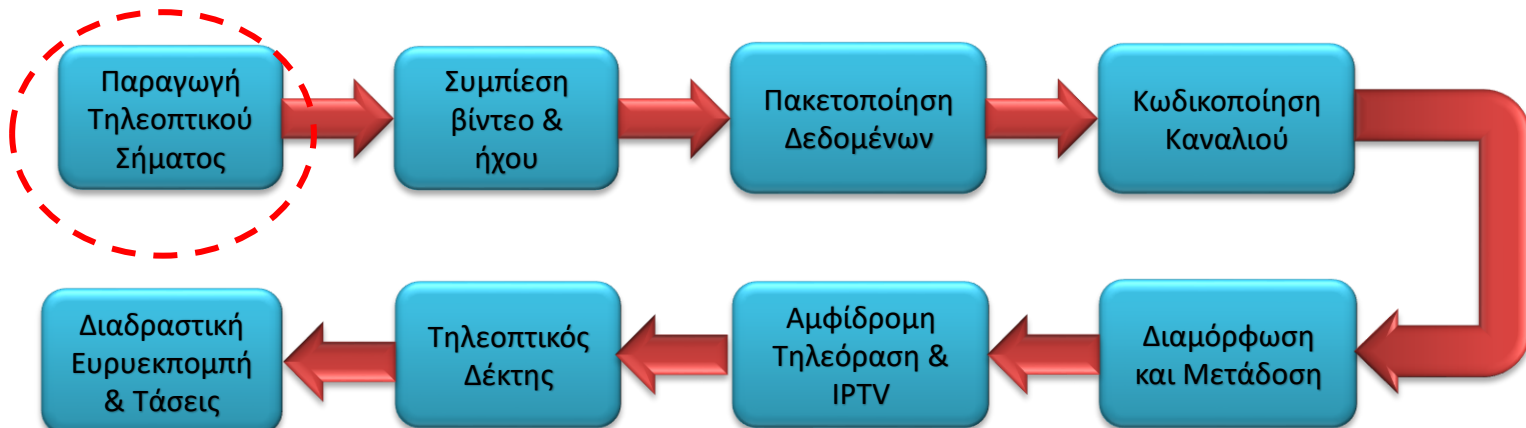 Παραγωγή
Τηλεοπτικού
Σήματος
Συμπίεση
βίντεο &
ήχου
Πακετοποίηση
Δεδομένων
Κωδικοποίηση
Καναλιού
Διαμόρφωση
και Μετάδοση
Αμφίδρομη
Τηλεόραση &
IPTV
Τηλεοπτικός
Δέκτης
Διαδραστική
Ευρυεκπομπή
& Τάσεις